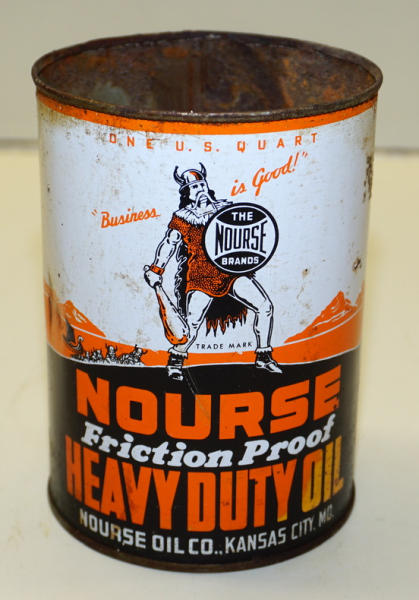 ONE U.S. QUART
"Business is Good!"
THE
NOURSE
BRANDS
TRADE MARK
NOURSE
Friction Proof
HEAVY DUTY OIL
NOURSE OIL CO., KANSAS CITY, MO.